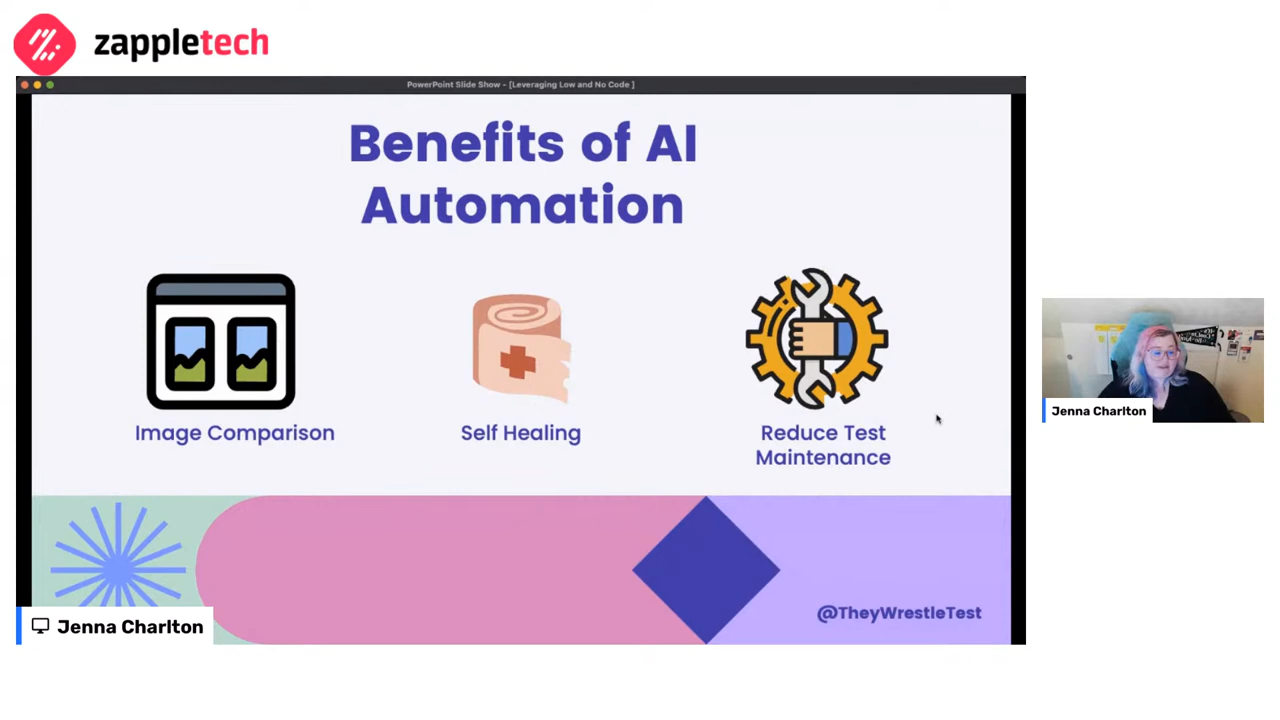 zappletech
PowerPoint Slide Show - [Leveraging Low and No Code ]
Benefits of AI
Automation
Image Comparison
Self Healing
Reduce Test
Maintenance
@TheyWrestleTest
Jenna Charlton
Jenna Charlton